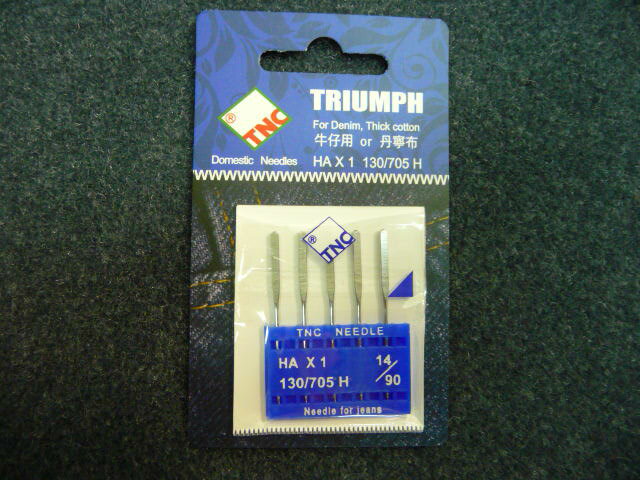 TRIUMPH
® TNC
For Denim, Thick cotton
牛仔用 or 丹寧布
Domestic Needles
HA X 1 130/705 H
® TNC
TNC NEEDLE
HA X 1
14/90
130/705 H
Needle for jeans